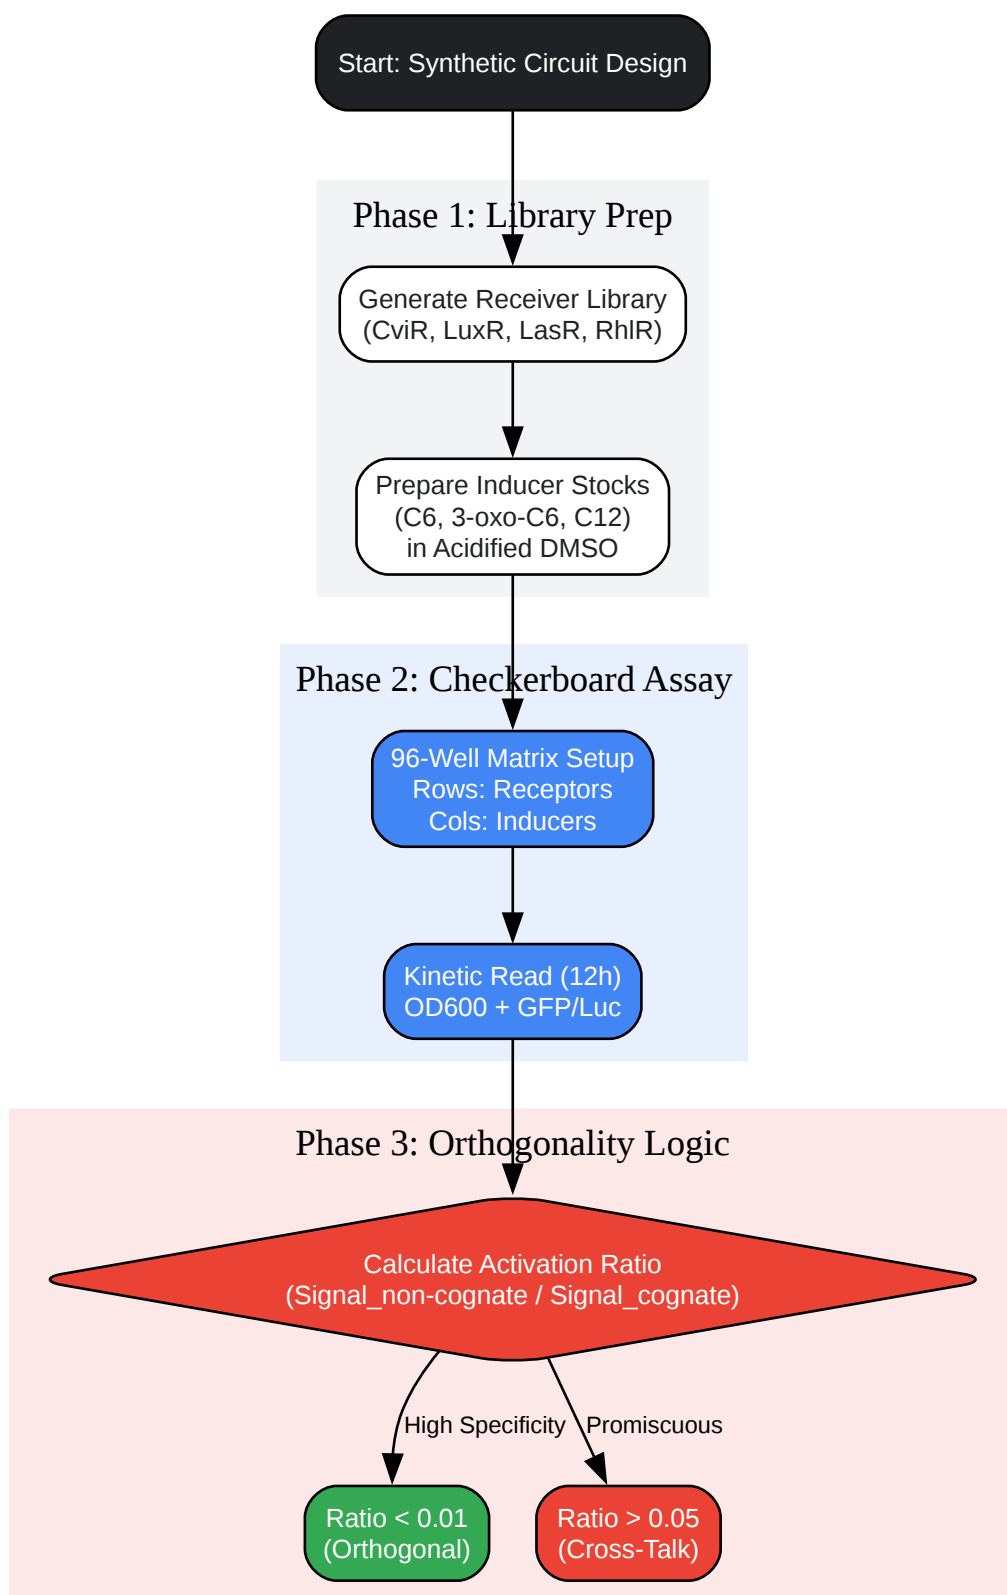 Start: Synthetic Circuit Design
Phase 1: Library Prep
Generate Receiver Library
(CviR, LuxR, LasR, RhlR)
Prepare Inducer Stocks
(C6, 3-oxo-C6, C12)
in Acidified DMSO
Phase 2: Checkerboard Assay
96-Well Matrix Setup
Rows: Receptors
Cols: Inducers
Kinetic Read (12h)
OD600 + GFP/Luc
Phase 3: Orthogonality Logic
Calculate Activation Ratio
(Signal_non-cognate / Signal_cognate)
High Specificity
Promiscuous
Ratio < 0.01
(Orthogonal)
Ratio > 0.05
(Cross-Talk)